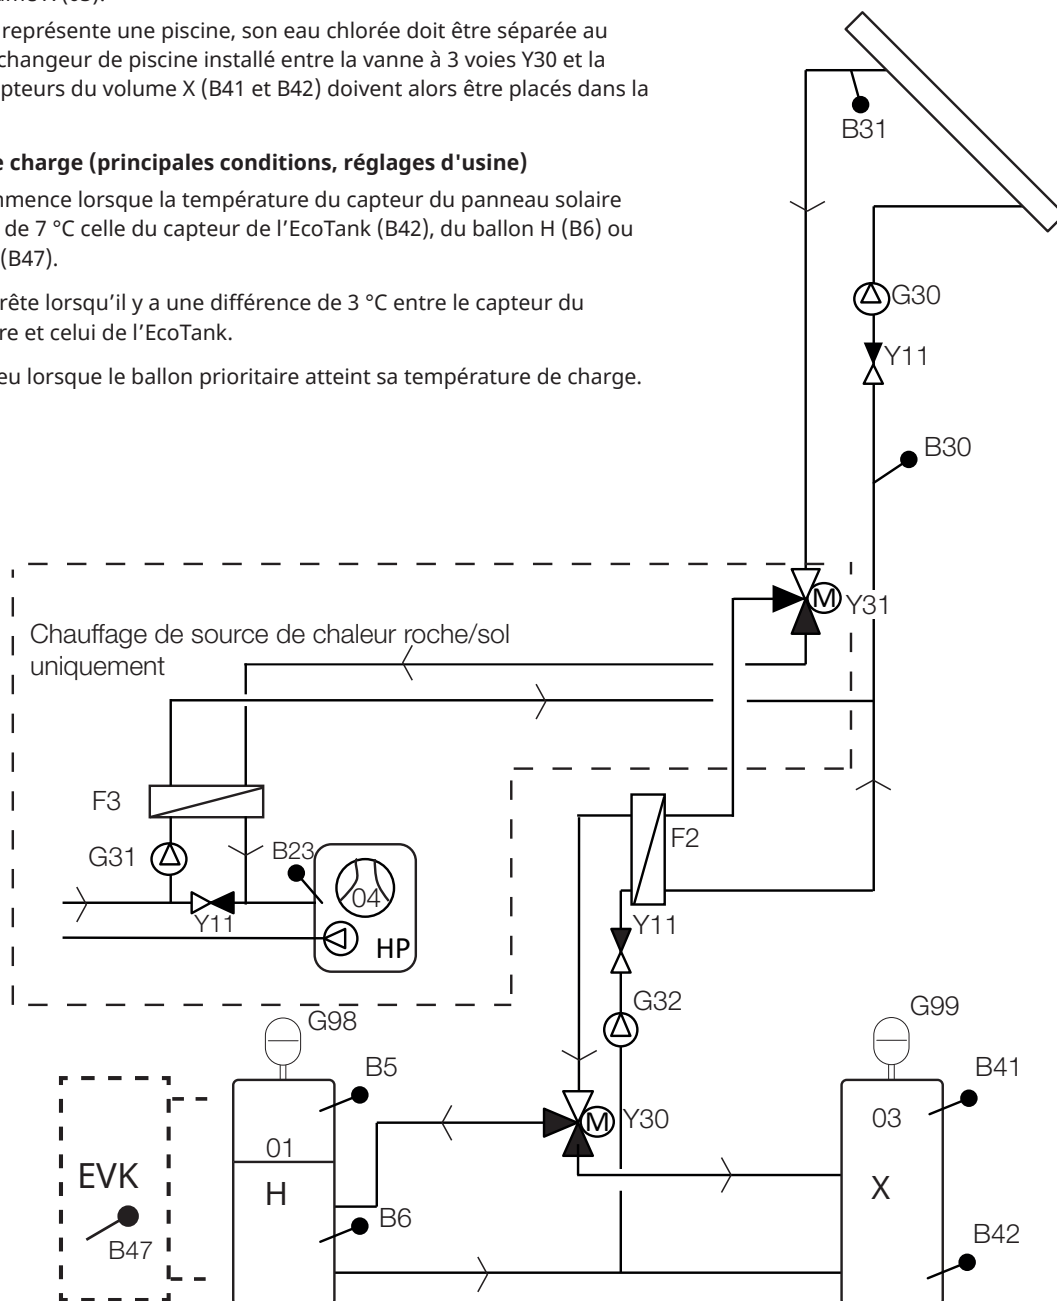 représente une piscine, son eau chlorée doit être séparée au
changeur de piscine installé entre la vanne à 3 voies Y30 et la
pteurs du volume X (B41 et B42) doivent alors être placés dans la
e charge (principales conditions, réglages d'usine)
mmence lorsque la température du capteur du panneau solaire
de 7 °C celle du capteur de l’EcoTank (B42), du ballon H (B6) ou
(B47).
rête lorsqu’il y a une différence de 3 °C entre le capteur du
re et celui de l’EcoTank.
eu lorsque le ballon prioritaire atteint sa température de charge.
B31
G30
Y11
B30
Y31
Chauffage de source de chaleur roche/sol
uniquement
M
F3
F2
G31
B23
04
Y11
HP
Y11
G32
G98
G99
B5
B41
M
Y30
03
01
EVK
H
X
B6
B47
B42